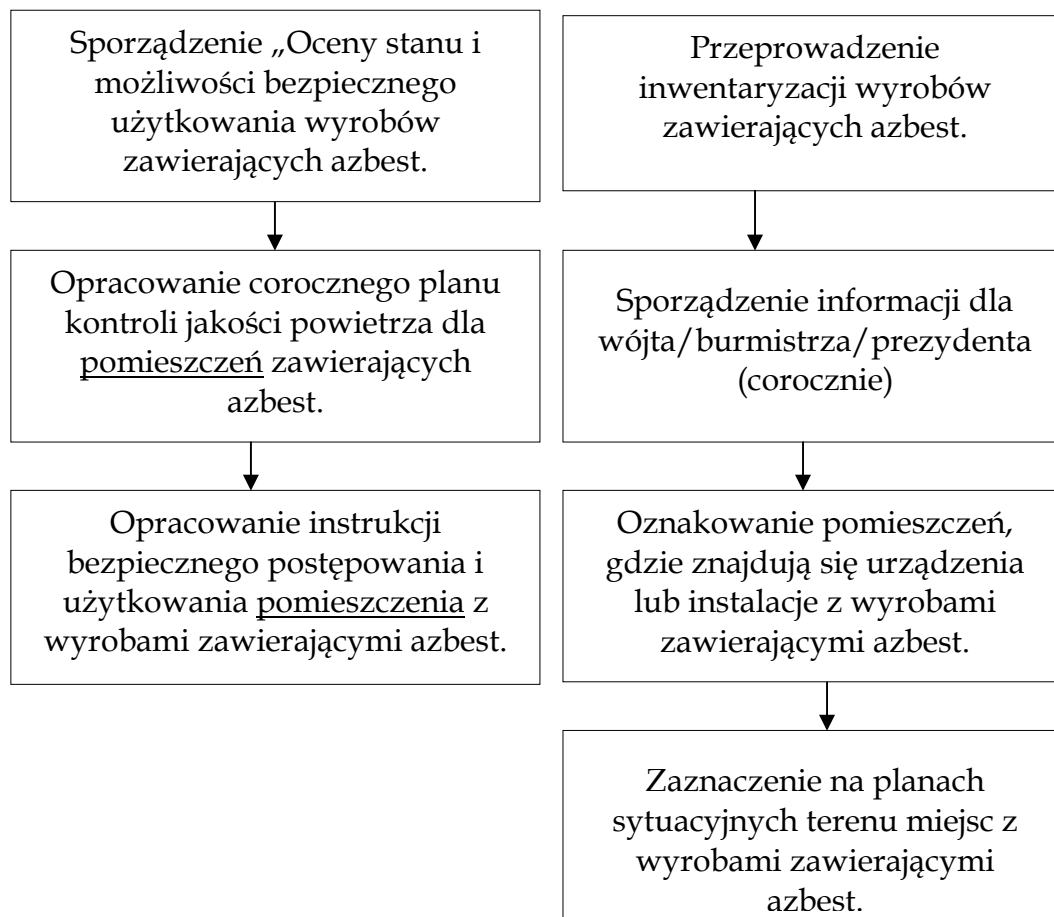 Sporządzenie „Oceny stanu i
możliwości bezpiecznego
użytkowania wyrobów
zawierających azbest.
Opracowanie corocznego planu
kontroli jakości powietrza dla
pomieszczeń zawierających
azbest.
Opracowanie instrukcji
bezpiecznego postępowania i
użytkowania pomieszczenia z
wyrobami zawierającymi azbest.
Przeprowadzenie
inwentaryzacji wyrobów
zawierających azbest.
Sporządzenie informacji dla
wójta/burmistrza/prezydenta
(corocznie)
Oznakowanie pomieszczeń,
gdzie znajdują się urządzenia
lub instalacje z wyrobami
zawierającymi azbest.
Zaznaczenie na planach
sytuacyjnych terenu miejsc z
wyrobami zawierającymi
azbest.